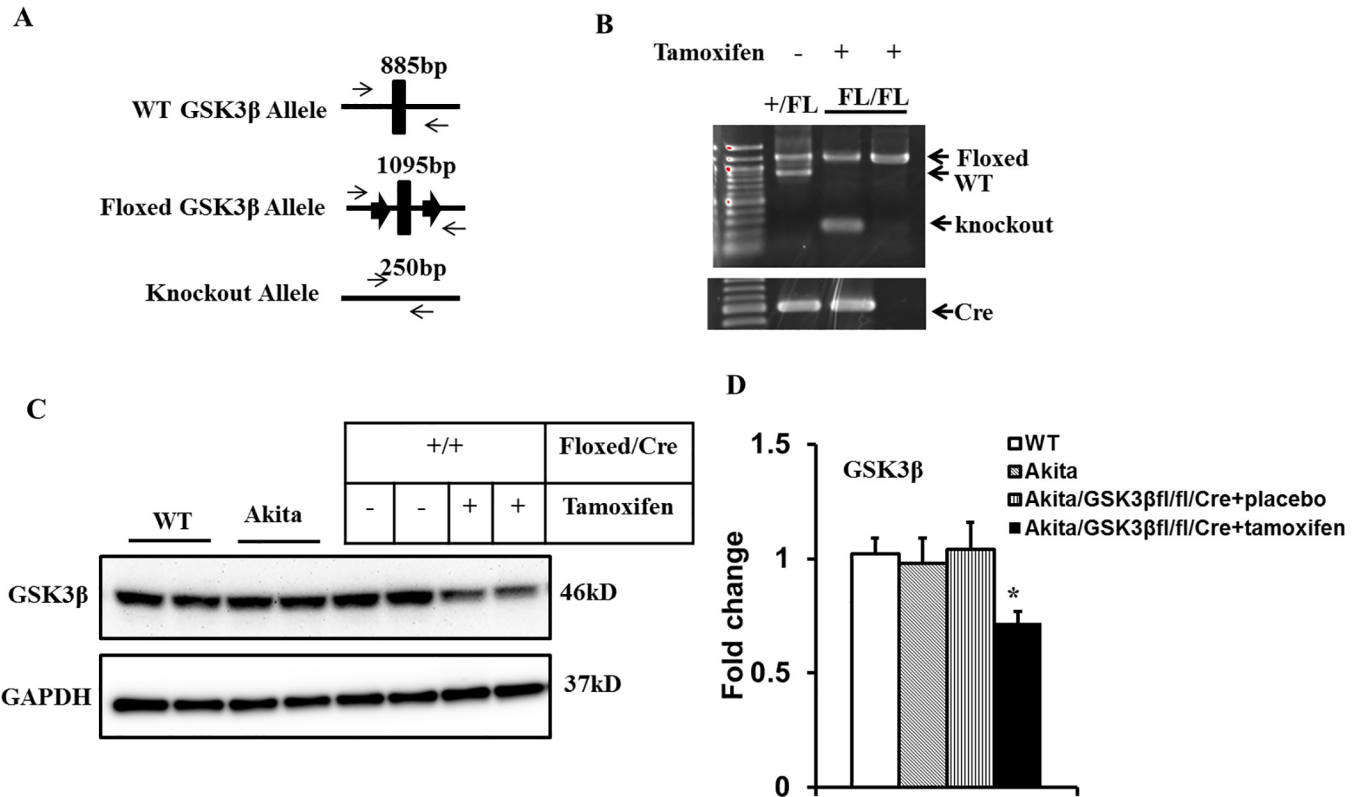 A
885bp
WT GSK3β Allele
1095bp
Floxed GSK3β Allele
250bp
Knockout Allele
B
Tamoxifen - + +
+/FL FL/FL
Floxed
WT
knockout
Cre
C
+/+ Floxed/Cre
- - + + Tamoxifen
WT Akita
GSK3β 46kD
GAPDH 37kD
D
1.5
1
0.5
0
Fold change
GSK3β
*
WT
Akita
Akita/GSK3βfl/fl/Cre+placebo
Akita/GSK3βfl/fl/Cre+tamoxifen